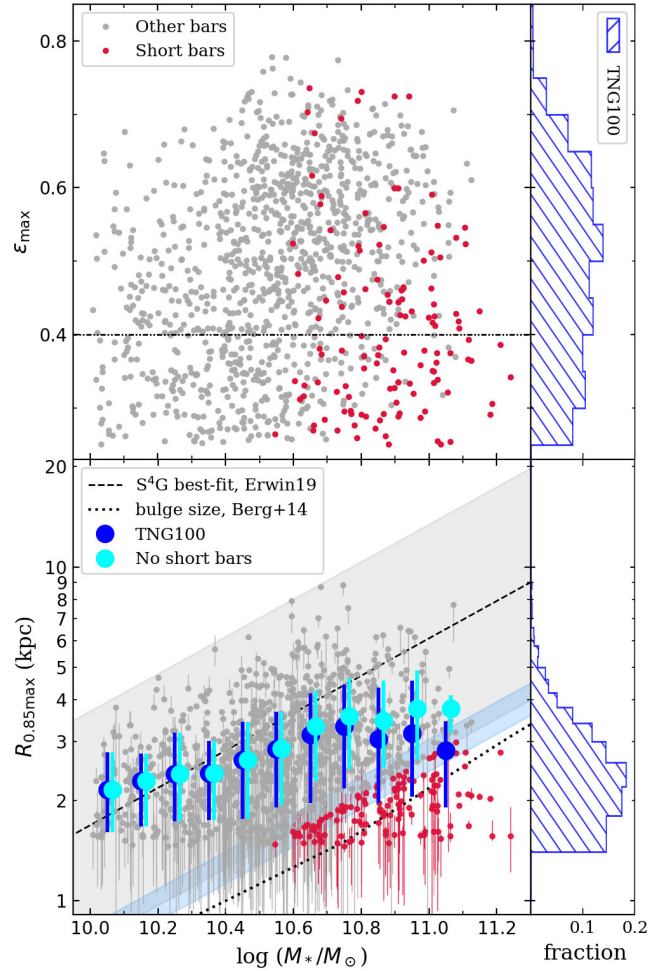 Other bars
Short bars
TNG100
0.8
0.6
0.4
ε_max
S⁴G best-fit, Erwin19
bulge size, Berg+14
TNG100
No short bars
20
10
9
8
7
6
5
4
3
2
1
R_0.85max (kpc)
10.0 10.2 10.4 10.6 10.8 11.0 11.2
0.1 0.2
log (M_*/M_⊙)
fraction